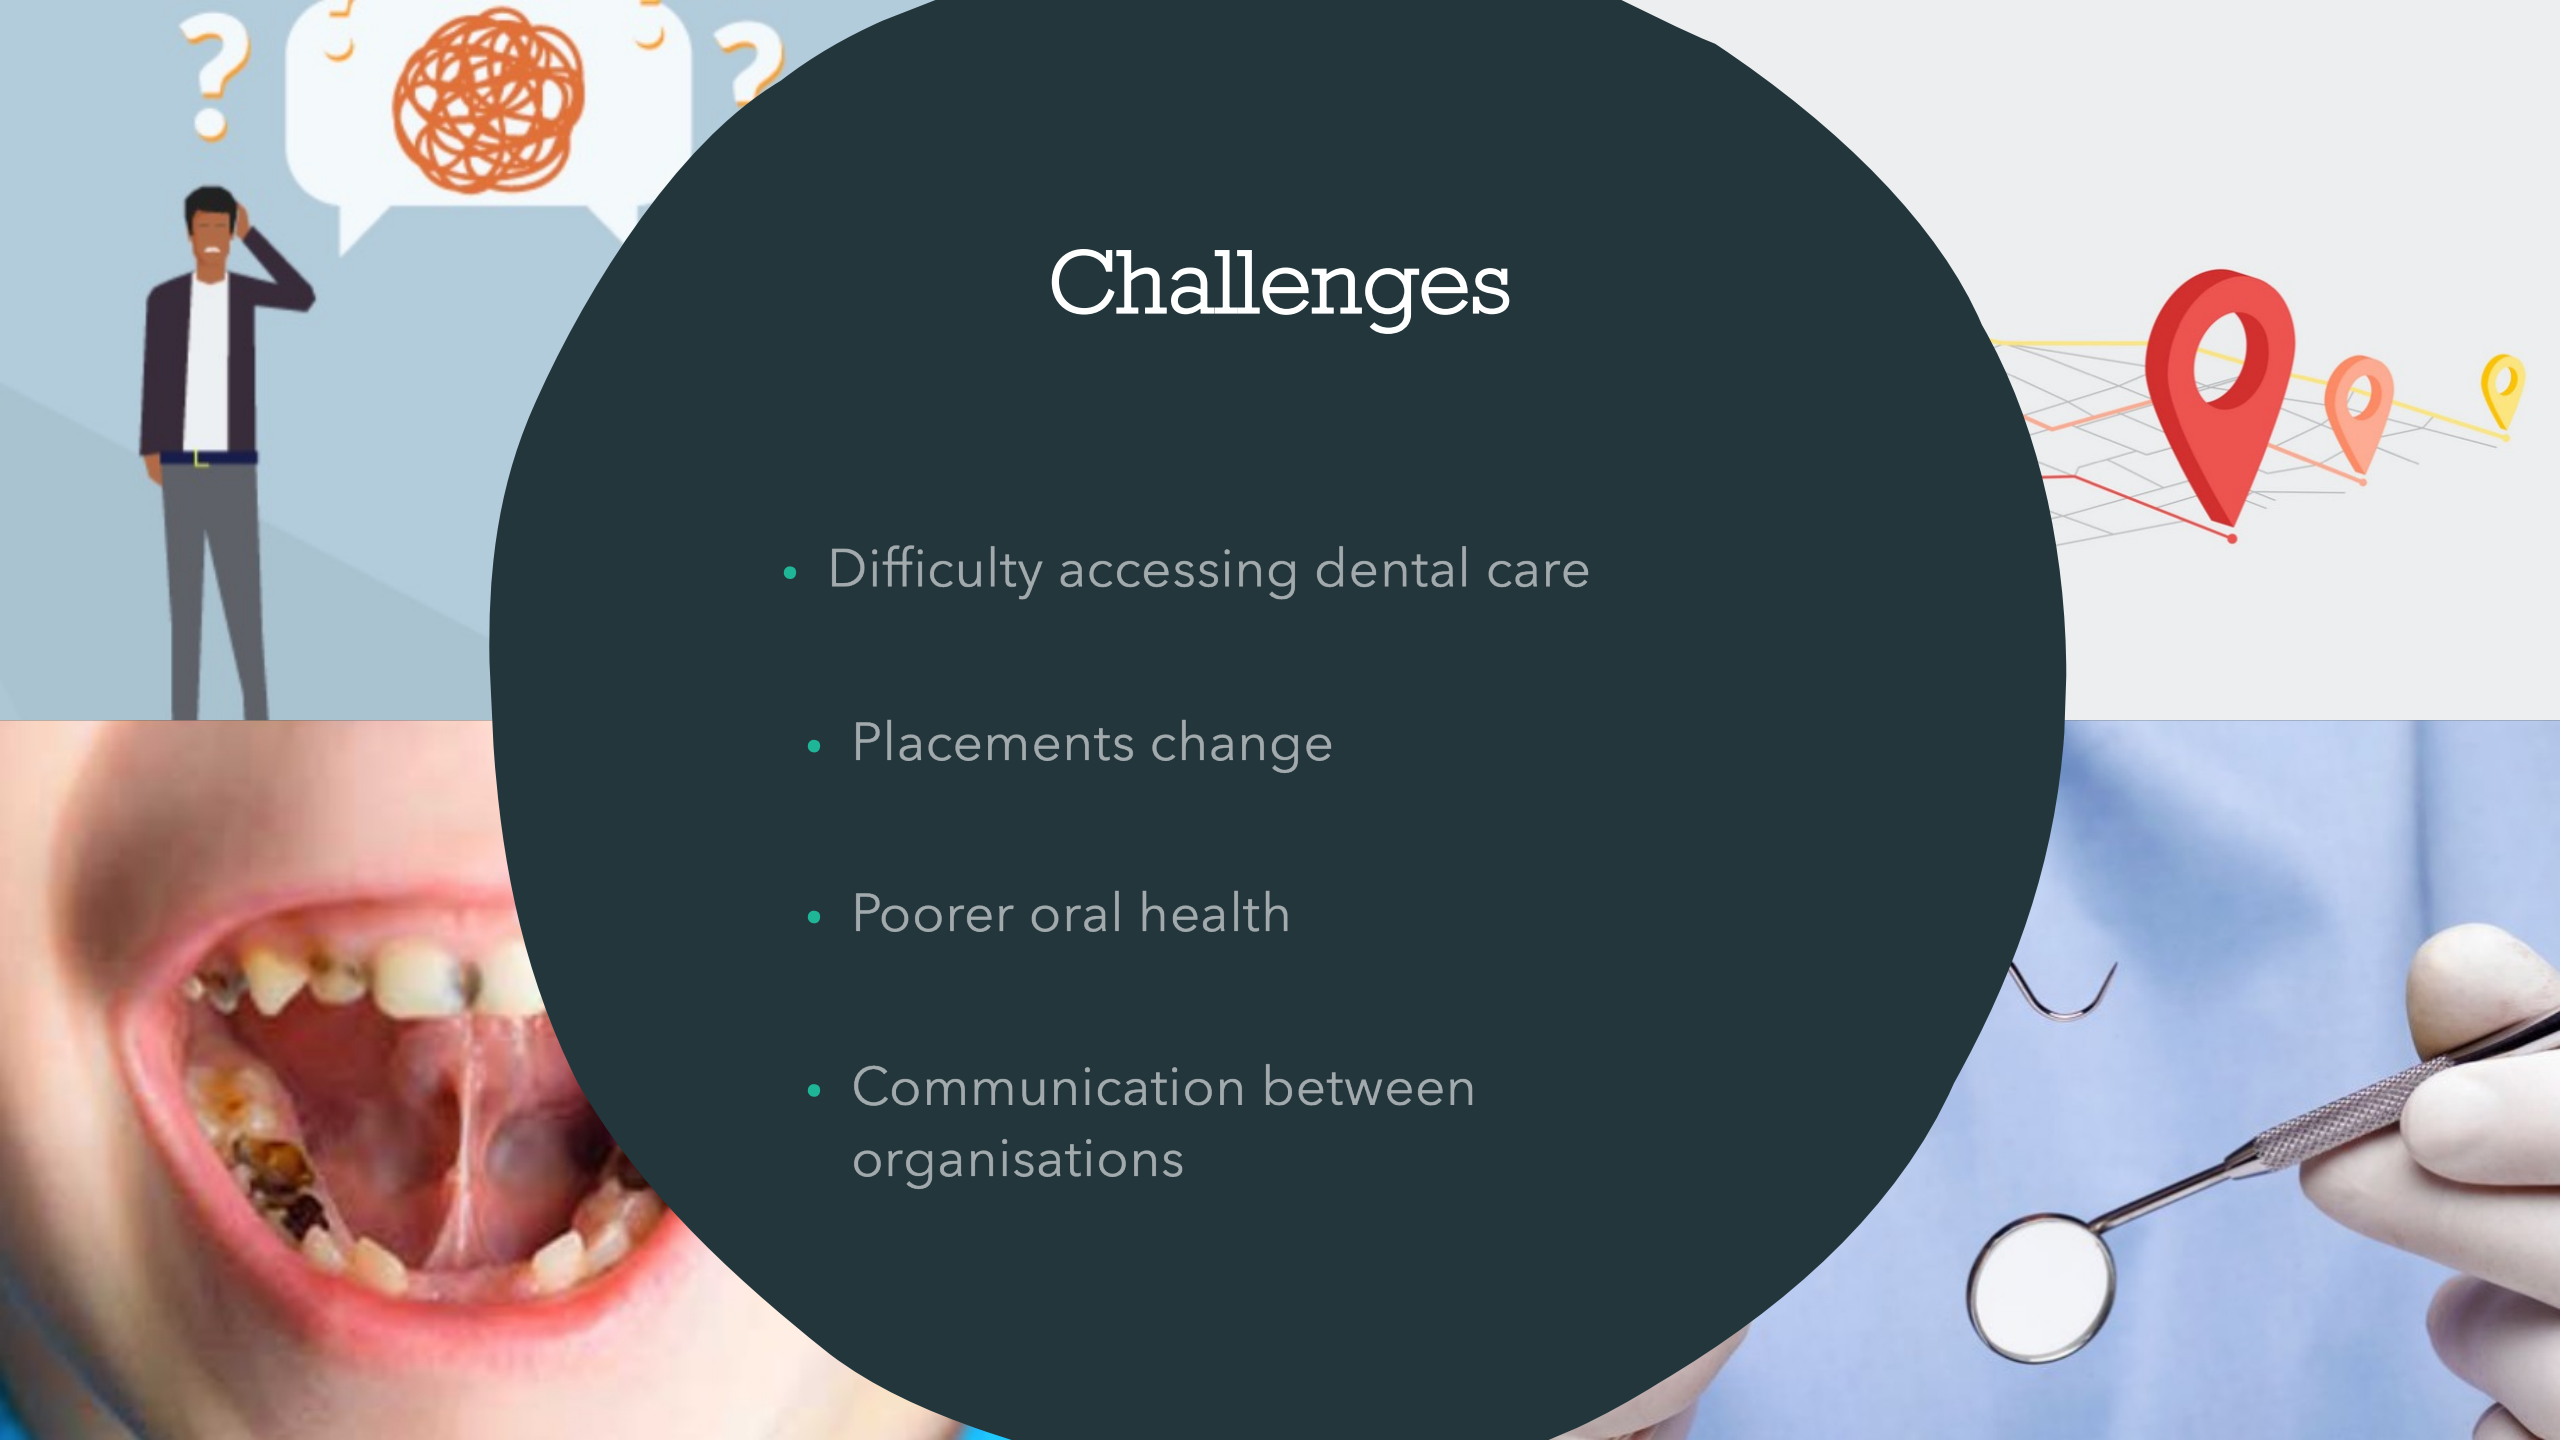 ?
?
Challenges
• Difficulty accessing dental care
• Placements change
• Poorer oral health
• Communication between
organisations